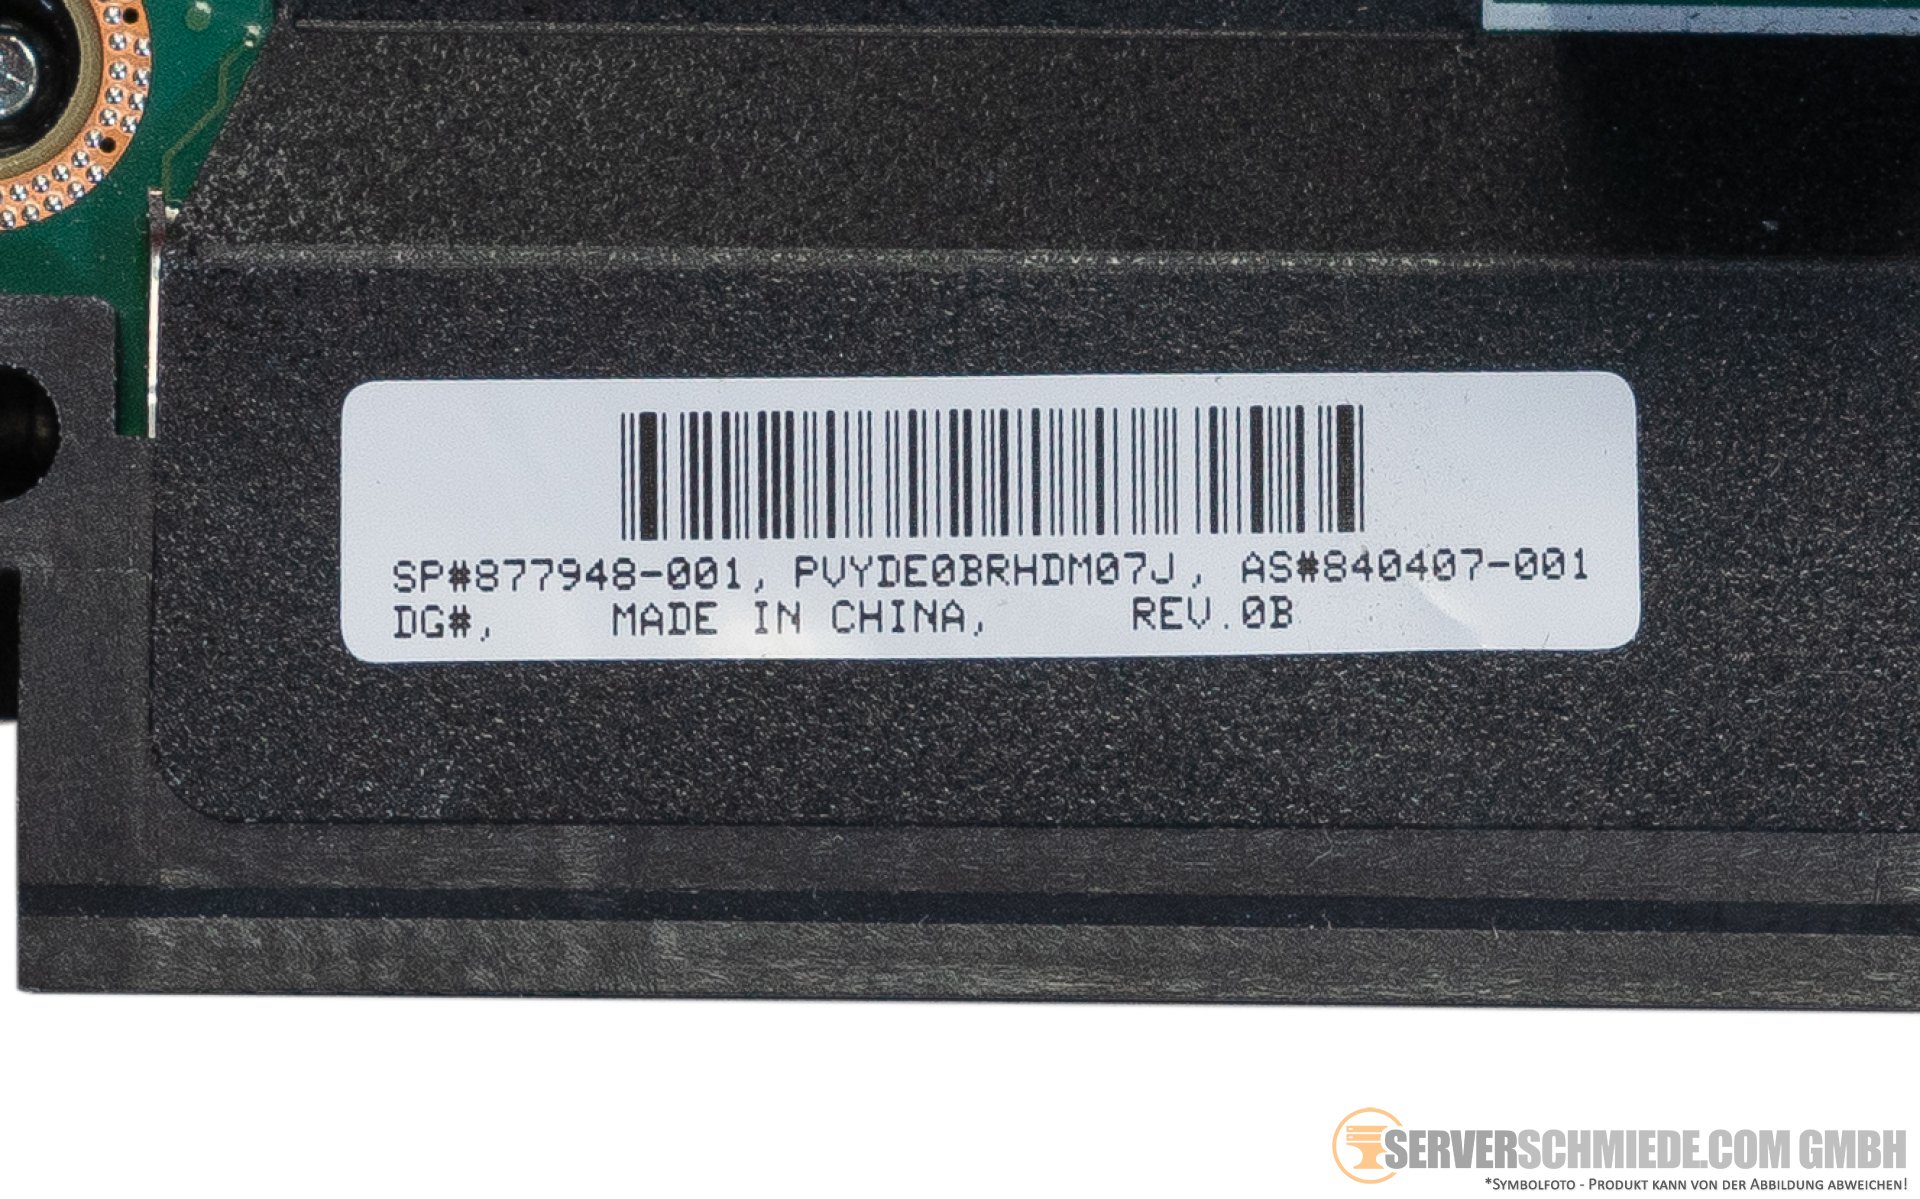 SP#877948-001, PVYDE0BRHDM07J, AS#840407-001
DG#, MADE IN CHINA, REV.0B
SERVERSCHMIEDE.COM GMBH
*SYMBOLFOTO - PRODUKT KANN VON DER ABBILDUNG ABWEICHEN!